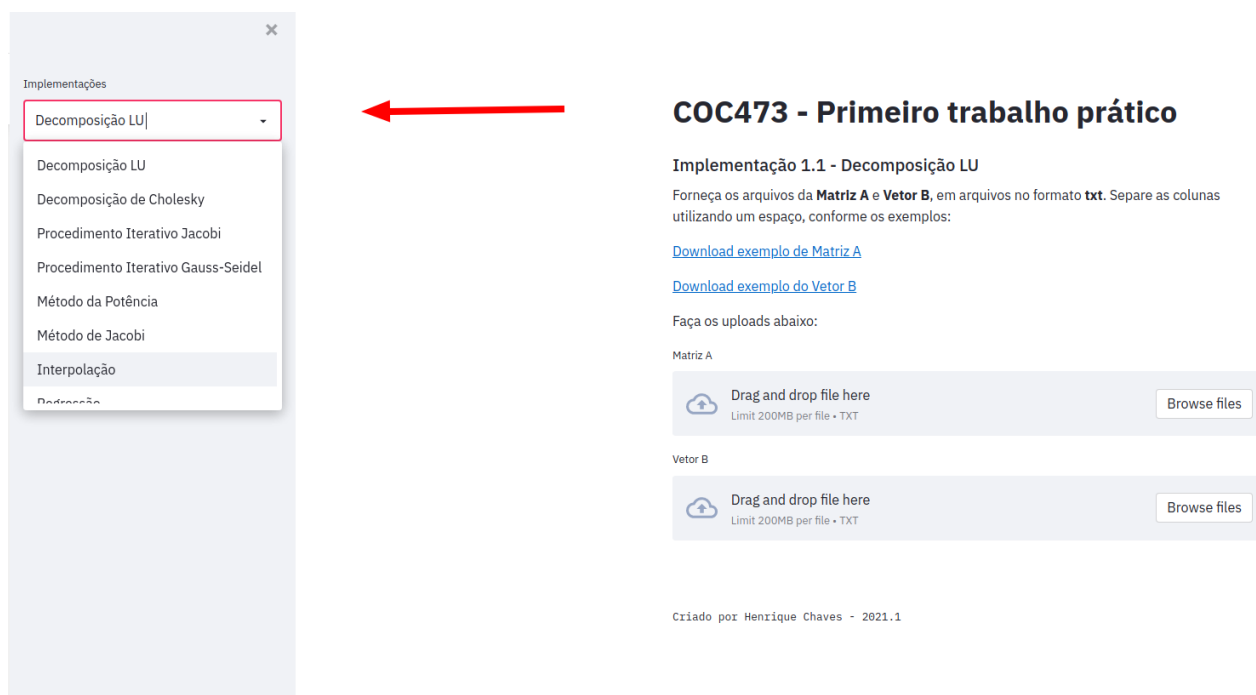 Implementações
Decomposição LU
Decomposição LU
Decomposição de Cholesky
Procedimento Iterativo Jacobi
Procedimento Iterativo Gauss-Seidel
Método da Potência
Método de Jacobi
Interpolação
Regressão
COC473 - Primeiro trabalho prático
Implementação 1.1 - Decomposição LU
Forneça os arquivos da Matriz A e Vetor B, em arquivos no formato txt. Separe as colunas
utilizando um espaço, conforme os exemplos:
Download exemplo de Matriz A
Download exemplo do Vetor B
Faça os uploads abaixo:
Matriz A
Drag and drop file here
Limit 200MB per file • TXT
Browse files
Vetor B
Drag and drop file here
Limit 200MB per file • TXT
Browse files
Criado por Henrique Chaves - 2021.1